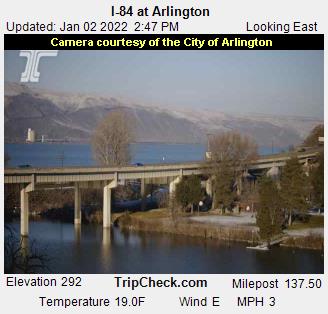 I-84 at Arlington
Updated: Jan 02 2022 2:47 PM Looking East
Camera courtesy of the City of Arlington
Elevation 292 TripCheck.com Milepost 137.50
Temperature 19.0F Wind E MPH 3